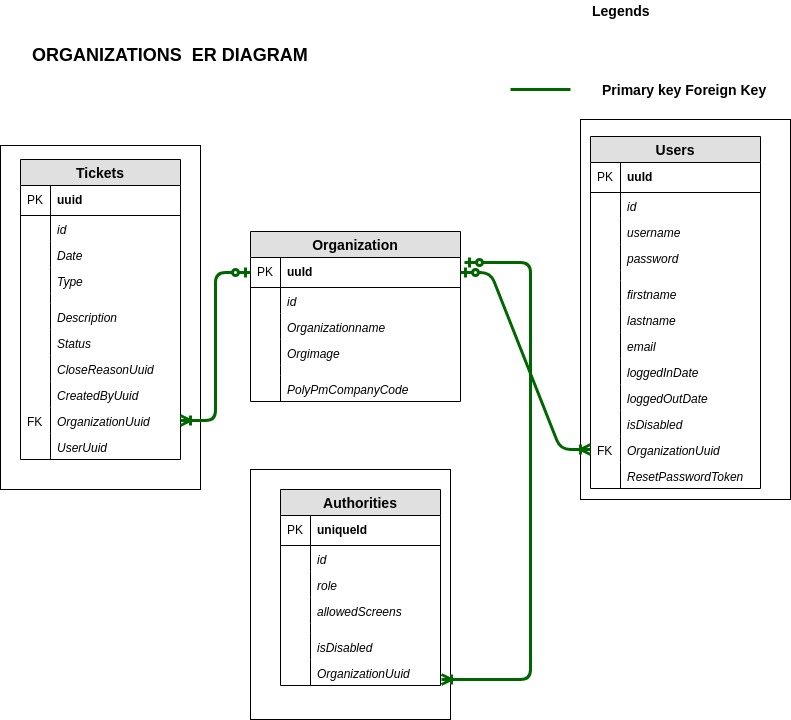 Legends
ORGANIZATIONS ER DIAGRAM
Primary key Foreign Key
Tickets
PK uuid
id
Date
Type
Description
Status
CloseReasonUuid
CreatedByUuid
FK OrganizationUuid
UserUuid
Organization
PK uuId
id
Organizationname
Orgimage
PolyPmCompanyCode
Users
PK uuId
id
username
password
firstname
lastname
email
loggedInDate
loggedOutDate
isDisabled
FK OrganizationUuid
ResetPasswordToken
Authorities
PK uniqueId
id
role
allowedScreens
isDisabled
OrganizationUuid